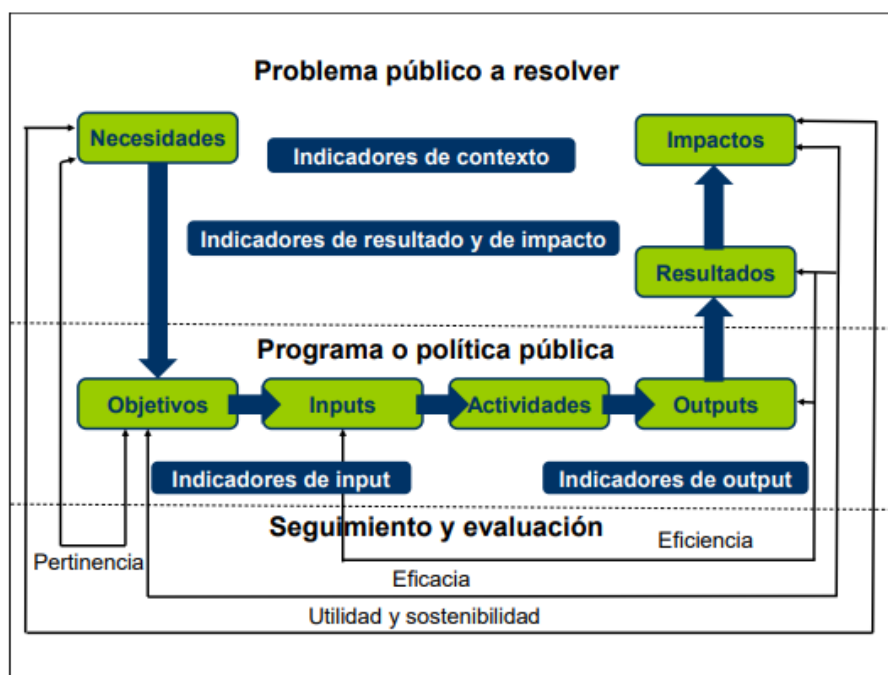 Problema público a resolver
Necesidades
Impactos
Indicadores de contexto
Indicadores de resultado y de impacto
Resultados
Programa o política pública
Objetivos
Inputs
Actividades
Outputs
Indicadores de input
Indicadores de output
Seguimiento y evaluación
Eficiencia
Pertinencia
Eficacia
Utilidad y sostenibilidad